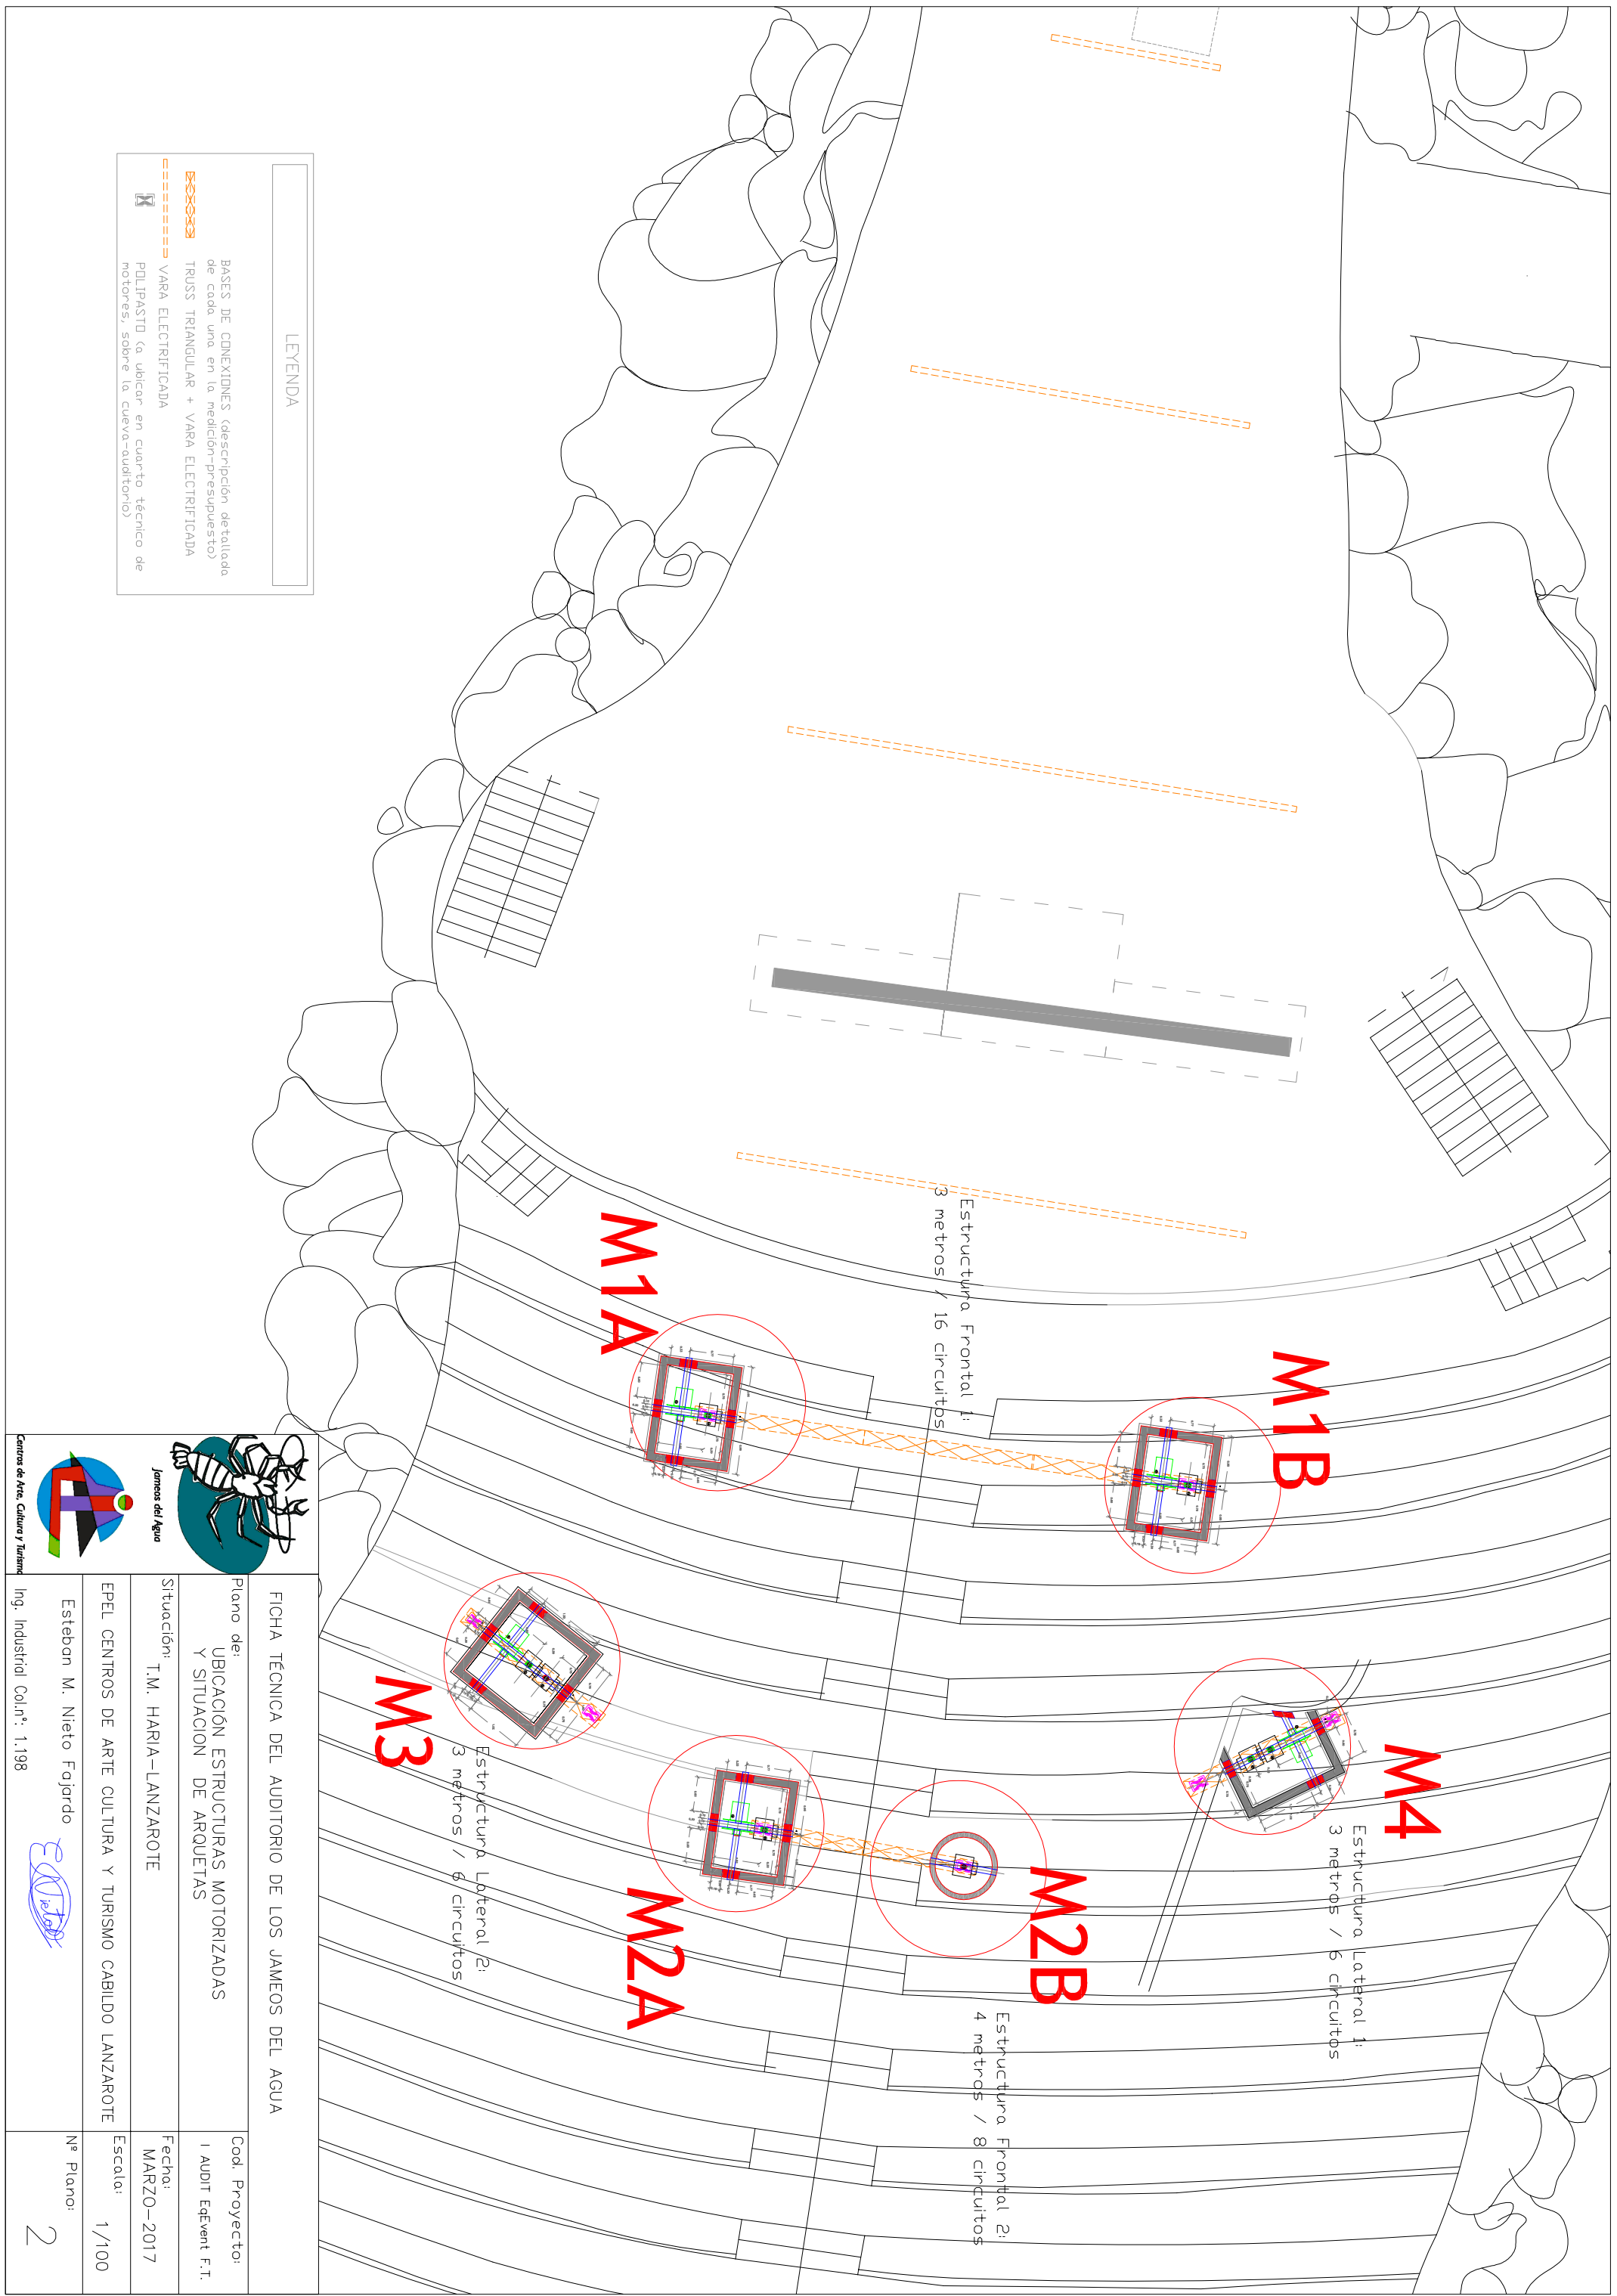 LEYENDA
BASES DE CONEXIONES (descripción detallada
de cada una en la medición-presupuesto)
TRUSS TRIANGULAR + VARA ELECTRIFICADA
VARA ELECTRIFICADA
POLIPASTO (a ubicar en cuarto técnico de
motores, sobre la cueva-auditorio)
Estructura Frontal 1:
3 metros / 16 circuitos
M1A
M1B
M3
M4
M2A
M2B
Estructura Lateral 2:
3 metros / 6 circuitos
Estructura Lateral 1:
3 metros / 6 circuitos
Estructura Frontal 2:
4 metros / 8 circuitos
Jameos del Agua
Centros de Arte, Cultura y Turismo
FICHA TÉCNICA DEL AUDITORIO DE LOS JAMEOS DEL AGUA
Plano de:
UBICACIÓN ESTRUCTURAS MOTORIZADAS
Y SITUACION DE ARQUETAS
Cod. Proyecto:
I AUDIT EqEvent F.T.
Situación:
T.M. HARIA-LANZAROTE
Fecha:
MARZO-2017
EPEL CENTROS DE ARTE CULTURA Y TURISMO CABILDO LANZAROTE
Escala:
1/100
Esteban M. Nieto Fajardo
Ing. Industrial Col.nº: 1.198
Nº Plano:
2